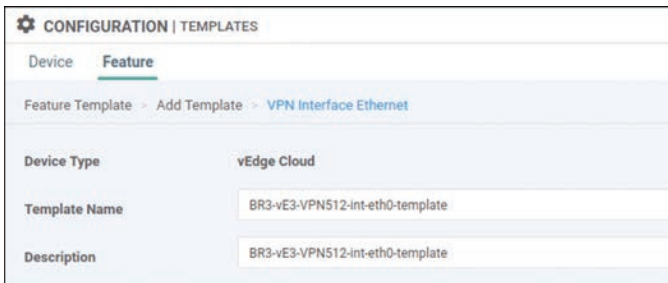 CONFIGURATION | TEMPLATES
Device Feature
Feature Template > Add Template > VPN Interface Ethernet
Device Type vEdge Cloud
Template Name BR3-vE3-VPN512-int-eth0-template
Description BR3-vE3-VPN512-int-eth0-template